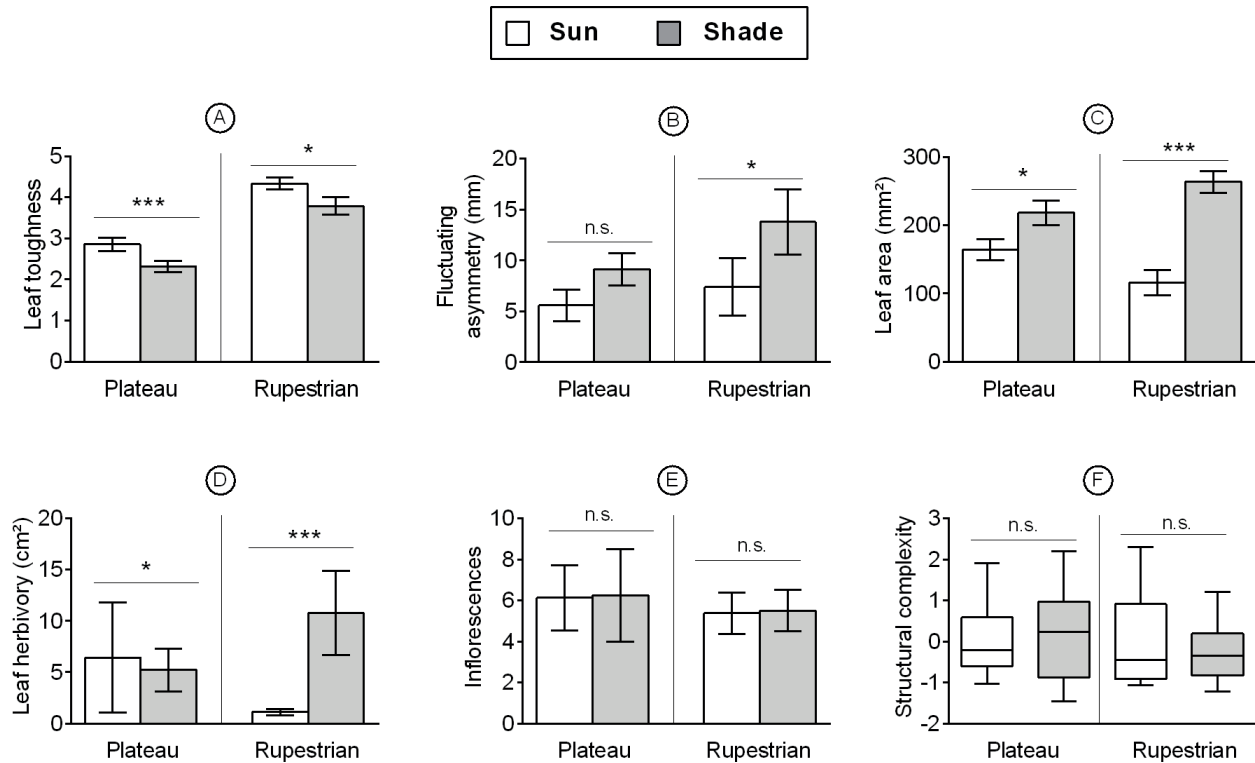 Sun Shade
A
Leaf toughness
5
4
3
2
1
0
***
*
Plateau Rupestrian
B
Fluctuating
asymmetry (mm)
20
15
10
5
0
n.s.
*
Plateau Rupestrian
C
Leaf area (mm²)
300
200
100
0
*
***
Plateau Rupestrian
D
Leaf herbivory (cm²)
20
15
10
5
0
*
***
Plateau Rupestrian
E
Inflorescences
10
8
6
4
2
0
n.s.
n.s.
Plateau Rupestrian
F
Structural complexity
3
2
1
0
-1
-2
n.s.
n.s.
Plateau Rupestrian